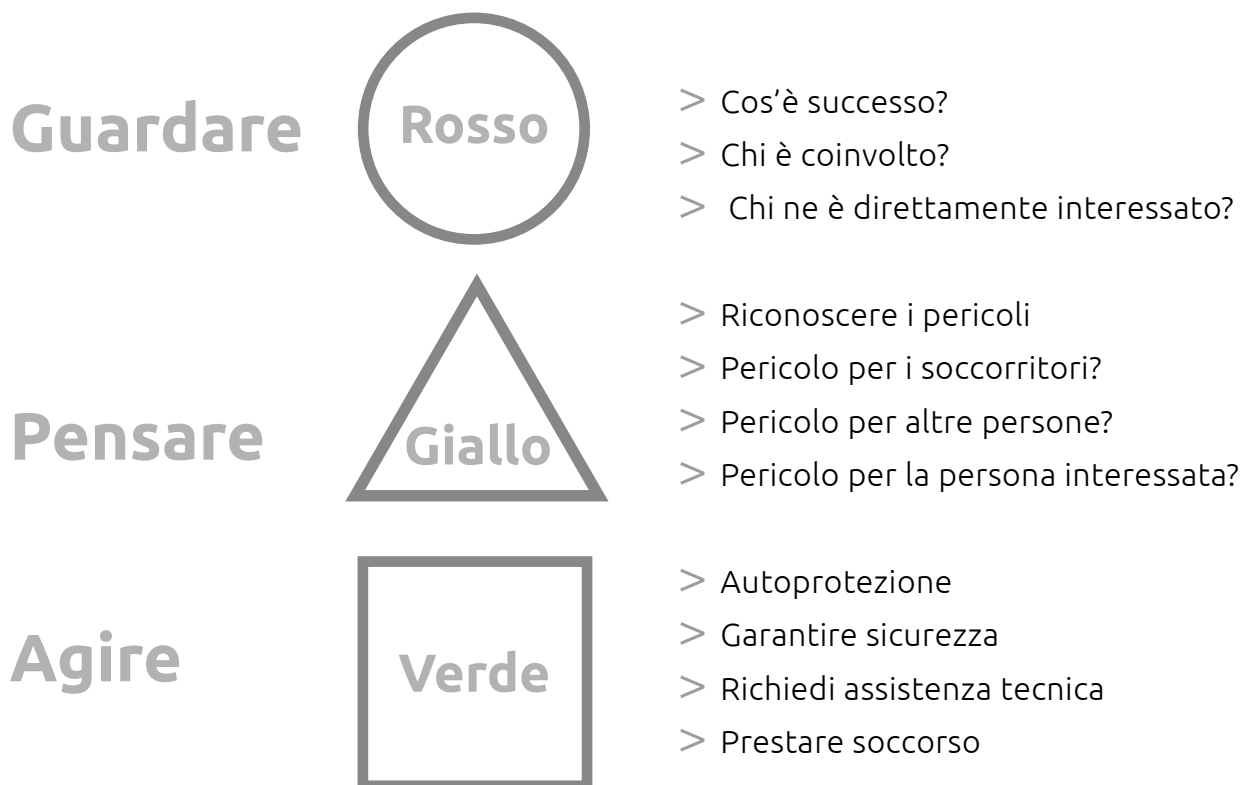 Guardare
Rosso
> Cos’è successo?
> Chi è coinvolto?
> Chi ne è direttamente interessato?
Pensare
Giallo
> Riconoscere i pericoli
> Pericolo per i soccorritori?
> Pericolo per altre persone?
> Pericolo per la persona interessata?
Agire
Verde
> Autoprotezione
> Garantire sicurezza
> Richiedi assistenza tecnica
> Prestare soccorso